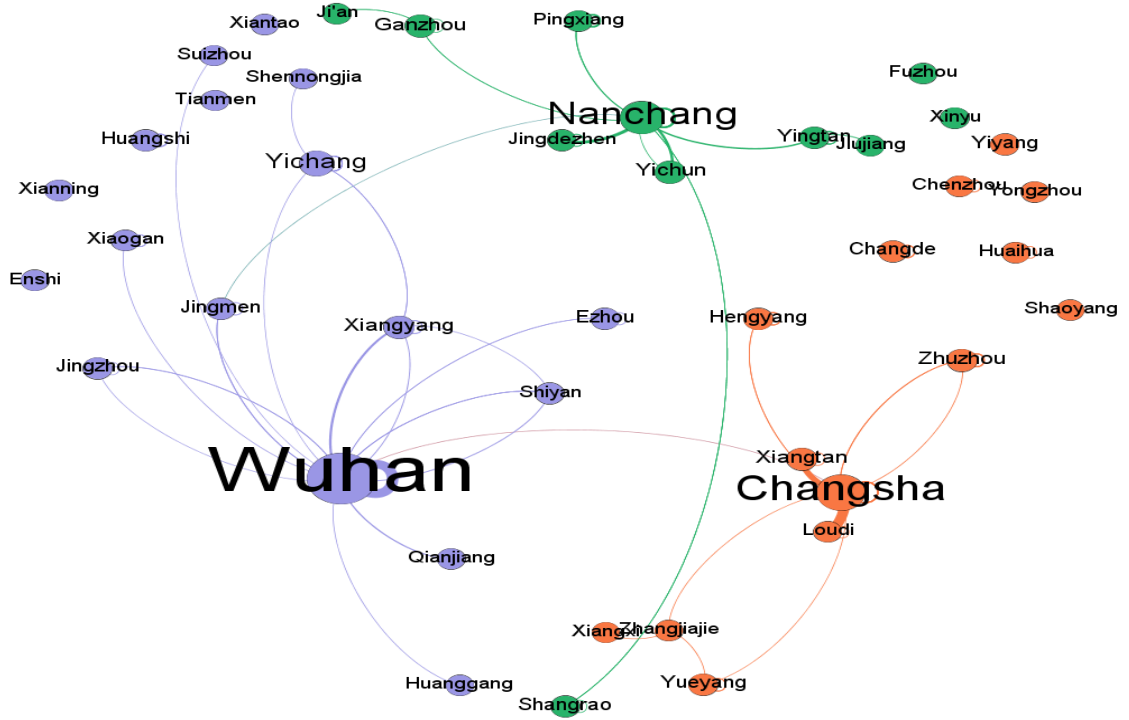 Ji'an
Xiantao
Ganzhou
Pingxiang
Suizhou
Shennongjia
Fuzhou
Tianmen
Nanchang
Xinyu
Huangshi
Jingdezhen
Yingtan
Jiujiang
Yiyang
Yichang
Yichun
Xianning
Chenzhou
Yongzhou
Xiaogan
Changde
Huaihua
Enshi
Jingmen
Xiangyang
Ezhou
Hengyang
Shaoyang
Jingzhou
Zhuzhou
Shiyan
Wuhan
Xiangtan
Changsha
Loudi
Qianjiang
Xiangxi
Zhangjiajie
Huanggang
Yueyang
Shangrao